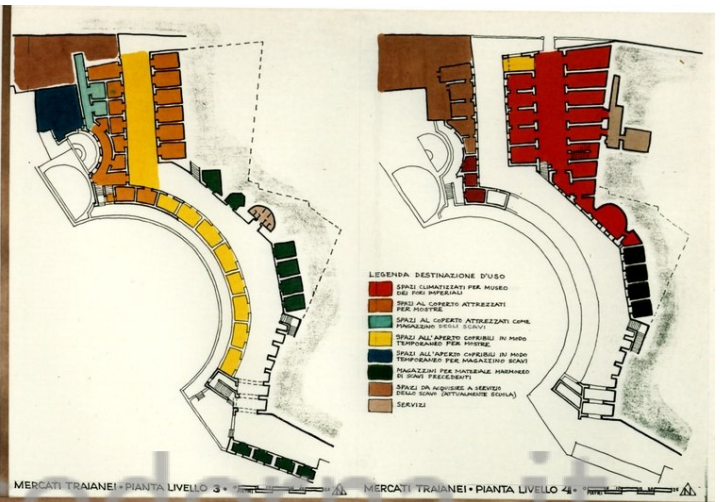 LEGENDA DESTINAZIONE D'USO
SPAZI CLIMATIZZATI PER MUSEO
DEI FORI IMPERIALI
SPAZI AL COPERTO ATTREZZATI
PER MOSTRE
SPAZI AL COPERTO ATTREZZATI COME
MAGAZZINO DEGLI SCAVI
SPAZI ALL'APERTO COPRIBILI IN MODO
TEMPORANEO PER MOSTRE
SPAZI ALL'APERTO COPRIBILI IN MODO
TEMPORANEO PER MAGAZZINO SCAVI
MAGAZZINI PER MATERIALE MARMOREO
DI SCAVI PRECEDENTI
SPAZI DA ACQUISIRE A SERVIZIO
DELLO SCAVO (ATTUALMENTE SCUOLA)
SERVIZI
MERCATI TRAIANEI • PIANTA LIVELLO 3 •
MERCATI TRAIANEI • PIANTA LIVELLO 4 •